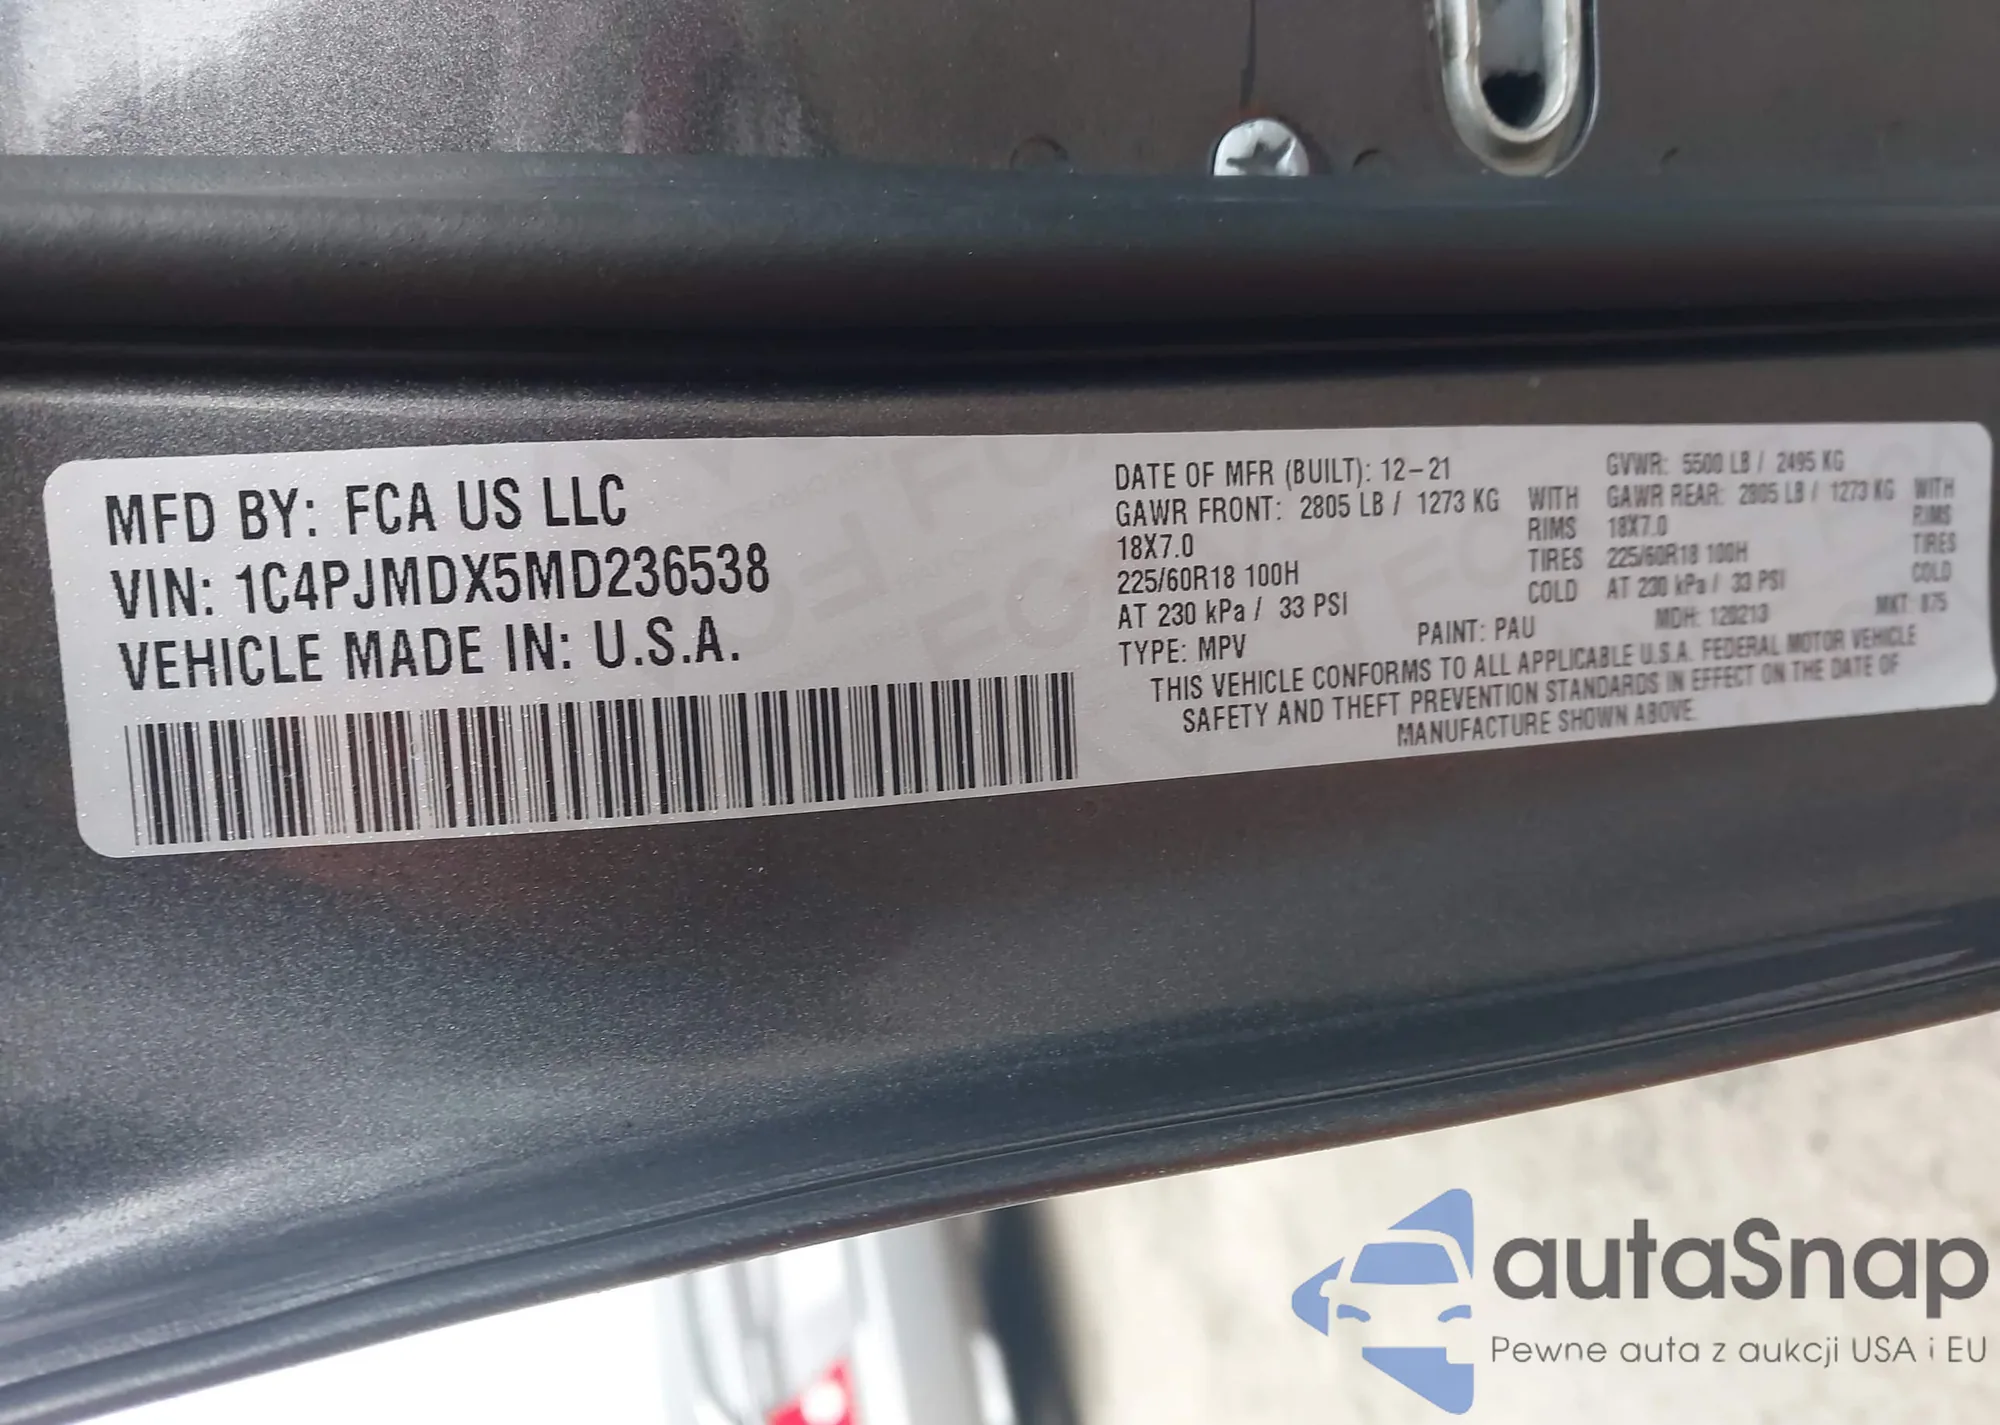 MFD BY: FCA US LLC
VIN: 1C4PJMDX5MD236538
VEHICLE MADE IN: U.S.A.
DATE OF MFR (BUILT): 12-21 GVWR: 5500 LB / 2495 KG
GAWR FRONT: 2805 LB / 1273 KG WITH GAWR REAR: 2805 LB / 1273 KG WITH
18X7.0 RIMS 18X7.0 RIMS
225/60R18 100H TIRES 225/60R18 100H TIRES
AT 230 kPa / 33 PSI COLD AT 230 kPa / 33 PSI COLD
TYPE: MPV PAINT: PAU MDH: 120213 MKT: 875
THIS VEHICLE CONFORMS TO ALL APPLICABLE U.S.A. FEDERAL MOTOR VEHICLE
SAFETY AND THEFT PREVENTION STANDARDS IN EFFECT ON THE DATE OF
MANUFACTURE SHOWN ABOVE.
autaSnap
Pewne auta z aukcji USA i EU